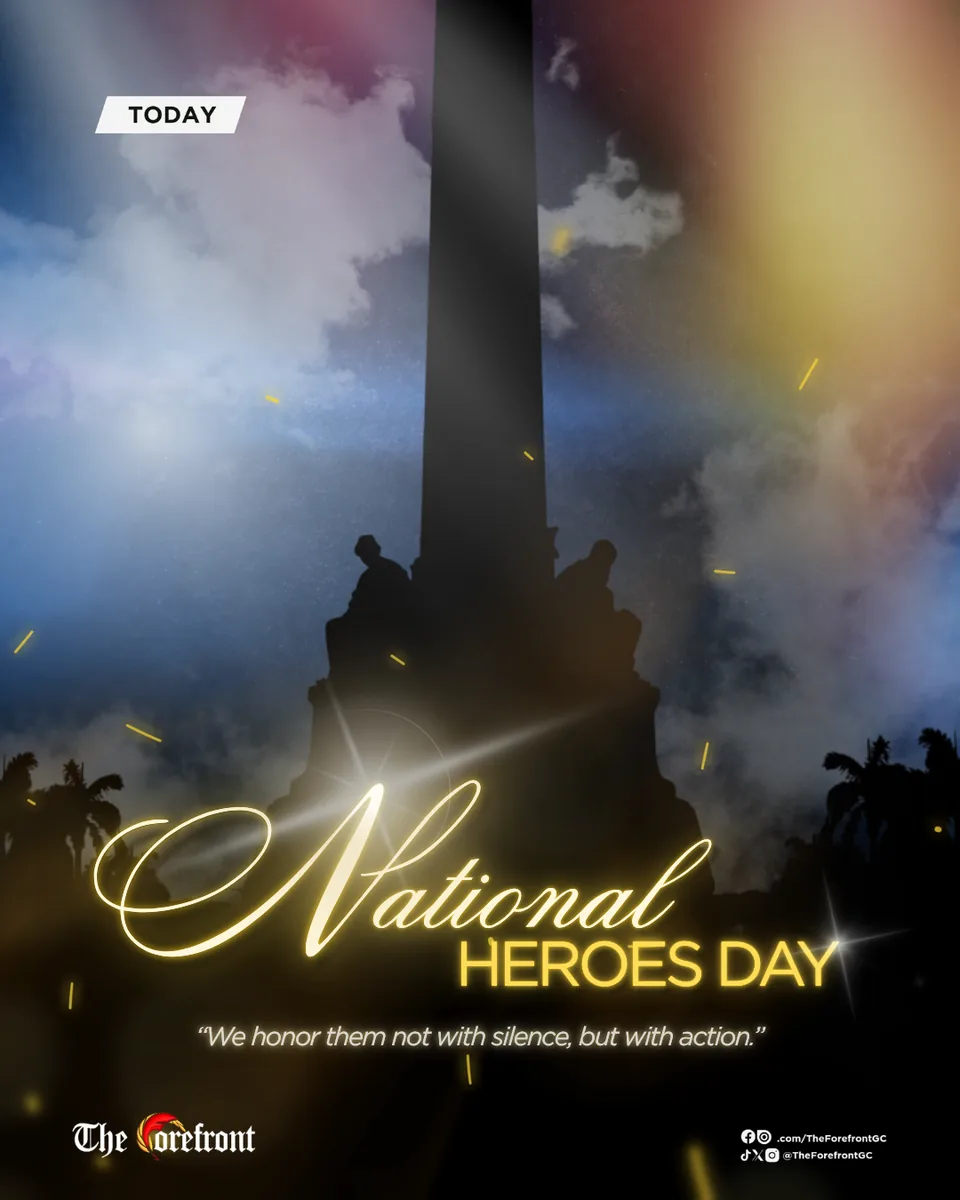 TODAY
National
HEROES DAY
“We honor them not with silence, but with action.”
The Forefront
.com/TheForefrontGC
@TheForefrontGC